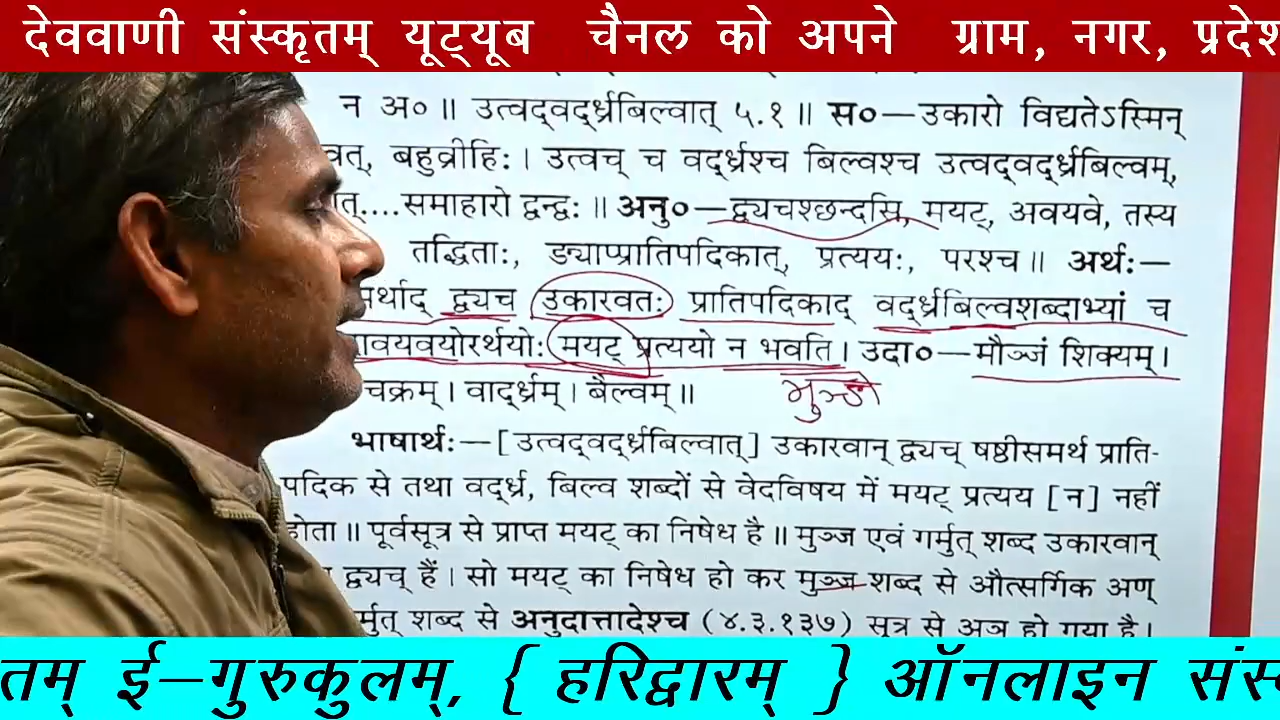 देववाणी संस्कृतम् यूट्यूब चैनल को अपने ग्राम, नगर, प्रदेश
न अ० ॥ उत्वद्वर्द्ध्रबिल्वात् ५.१ ॥ स०—उकारो विद्यतेऽस्मिन्
बहुव्रीहिः । उत्वच् च वर्द्ध्रश्च बिल्वश्च उत्वद्वर्द्ध्रबिल्वम्,
....समाहारो द्वन्द्वः ॥ अनु०—द्व्यचश्छन्दसि, मयट्, अवयवे, तस्य
तद्धिताः, ङ्याप्प्रातिपदिकात्, प्रत्ययः, परश्च ॥ अर्थः—
र्थाद् द्व्यच उकारवतः प्रातिपदिकाद् वर्द्ध्रबिल्वशब्दाभ्यां च
वयवयोरर्थयोः मयट् प्रत्ययो न भवति । उदा०—मौञ्जं शिक्यम् ।
चक्रम् । वार्द्ध्रम् । बैल्वम् ॥ मुञ्ज
भाषार्थः—[उत्वद्वर्द्ध्रबिल्वात्] उकारवान् द्व्यच् षष्ठीसमर्थ प्राति-
पदिक से तथा वर्द्ध्र, बिल्व शब्दों से वेदविषय में मयट् प्रत्यय [न] नहीं
होता ॥ पूर्वसूत्र से प्राप्त मयट् का निषेध है ॥ मुञ्ज एवं गर्मुत् शब्द उकारवान्
द्व्यच् हैं । सो मयट् का निषेध हो कर मुञ्ज शब्द से औत्सर्गिक अण्
र्मुत् शब्द से अनुदात्तादेश्च (४.३.१३७) सूत्र से अञ् हो गया है ।
तम् ई–गुरुकुलम्, { हरिद्वारम् } ऑनलाइन संस्